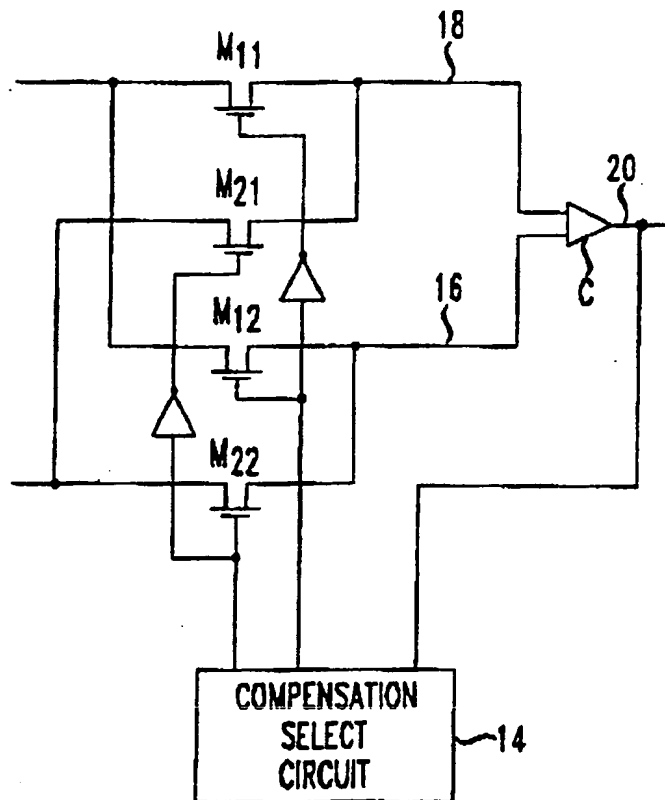 M11
18
M21
20
C
M12
16
M22
COMPENSATION
SELECT
CIRCUIT
14